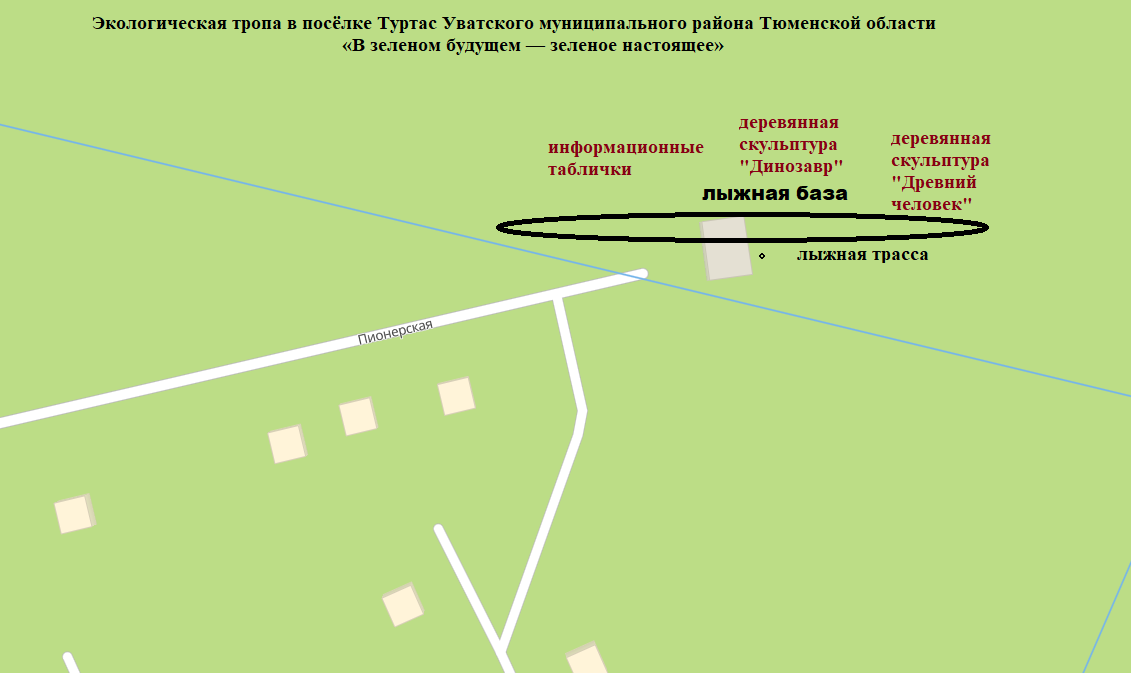 Экологическая тропа в посёлке Туртас Уватского муниципального района Тюменской области
«В зеленом будущем — зеленое настоящее»
информационные
таблички
деревянная
скульптура
"Динозавр"
деревянная
скульптура
"Древний
человек"
лыжная база
лыжная трасса
Пионерская